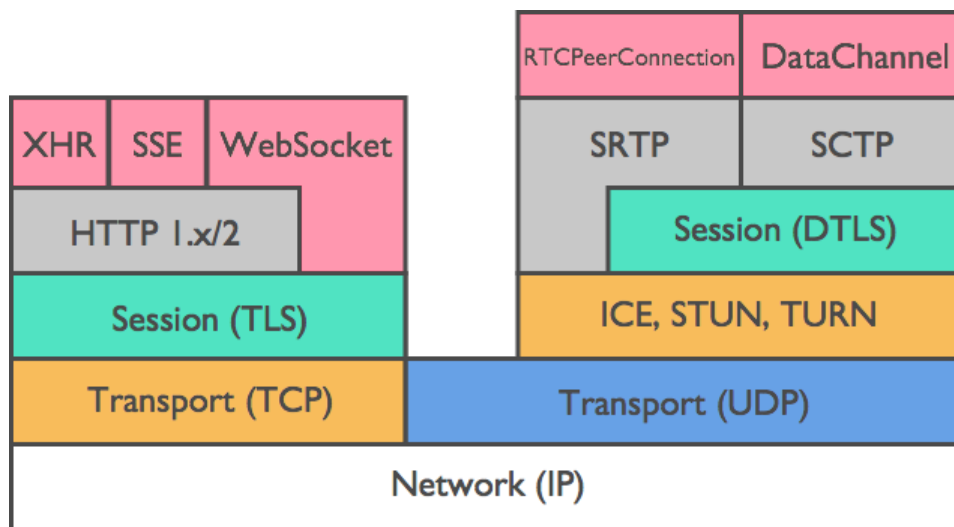 RTCPeerConnection DataChannel
XHR SSE WebSocket SRTP SCTP
HTTP 1.x/2 Session (DTLS)
Session (TLS) ICE, STUN, TURN
Transport (TCP) Transport (UDP)
Network (IP)